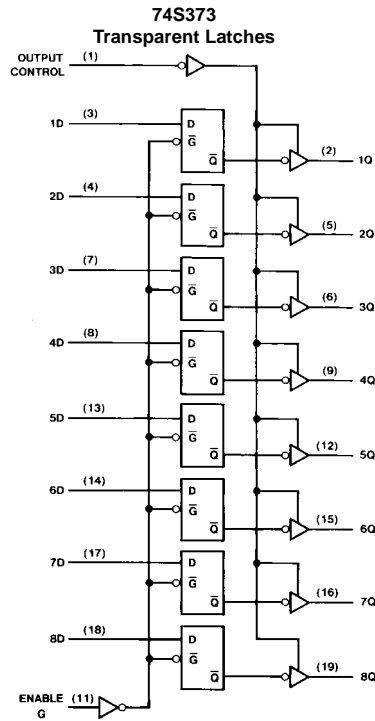 74S373
Transparent Latches
OUTPUT CONTROL (1)
1D (3) D G̅ Q̅ (2) 1Q
2D (4) D G̅ Q̅ (5) 2Q
3D (7) D G̅ Q̅ (6) 3Q
4D (8) D G̅ Q̅ (9) 4Q
5D (13) D G̅ Q̅ (12) 5Q
6D (14) D G̅ Q̅ (15) 6Q
7D (17) D G̅ Q̅ (16) 7Q
8D (18) D G̅ Q̅ (19) 8Q
ENABLE G (11)